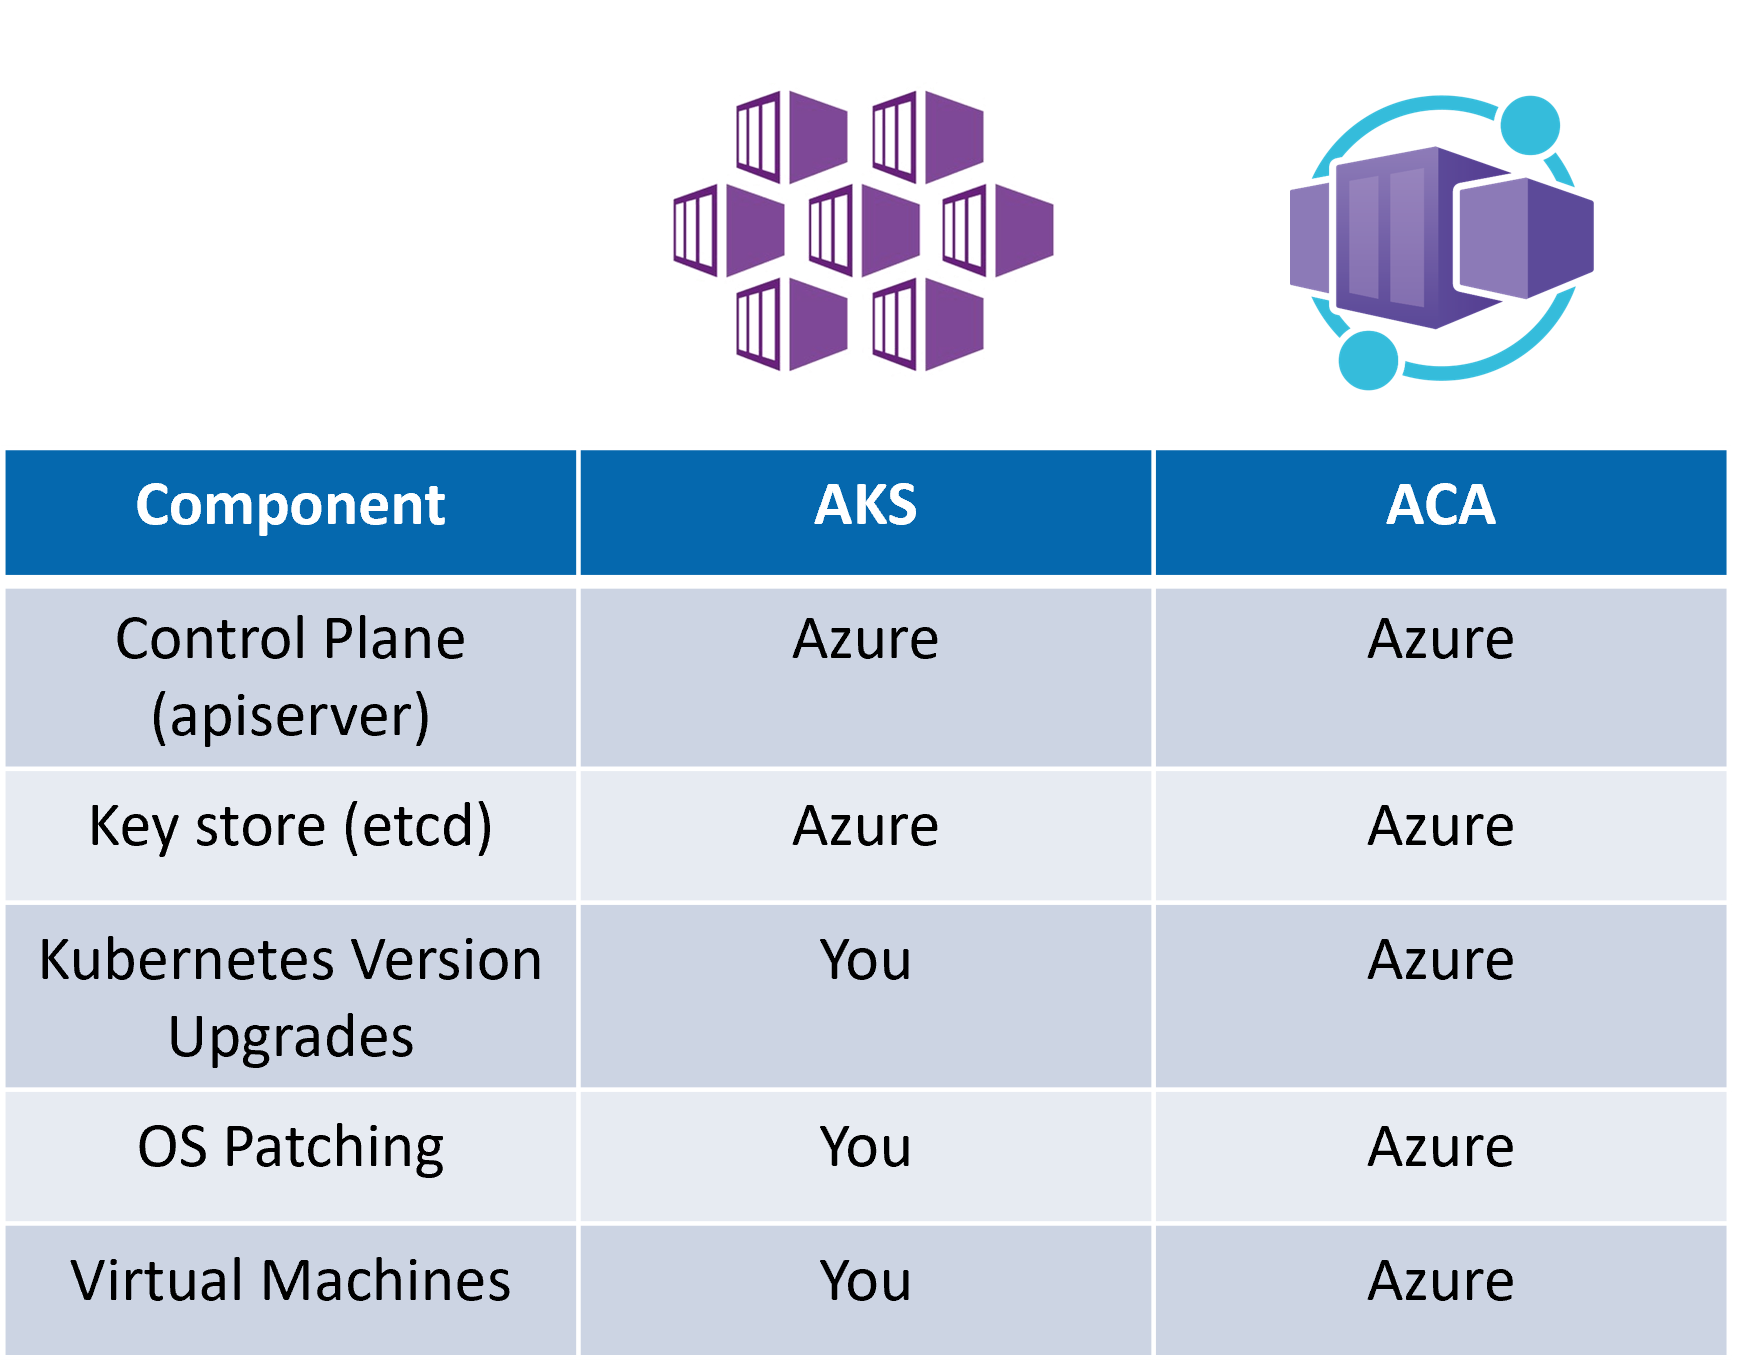 Component AKS ACA
Control Plane Azure Azure
(apiserver)
Key store (etcd) Azure Azure
Kubernetes Version You Azure
Upgrades
OS Patching You Azure
Virtual Machines You Azure